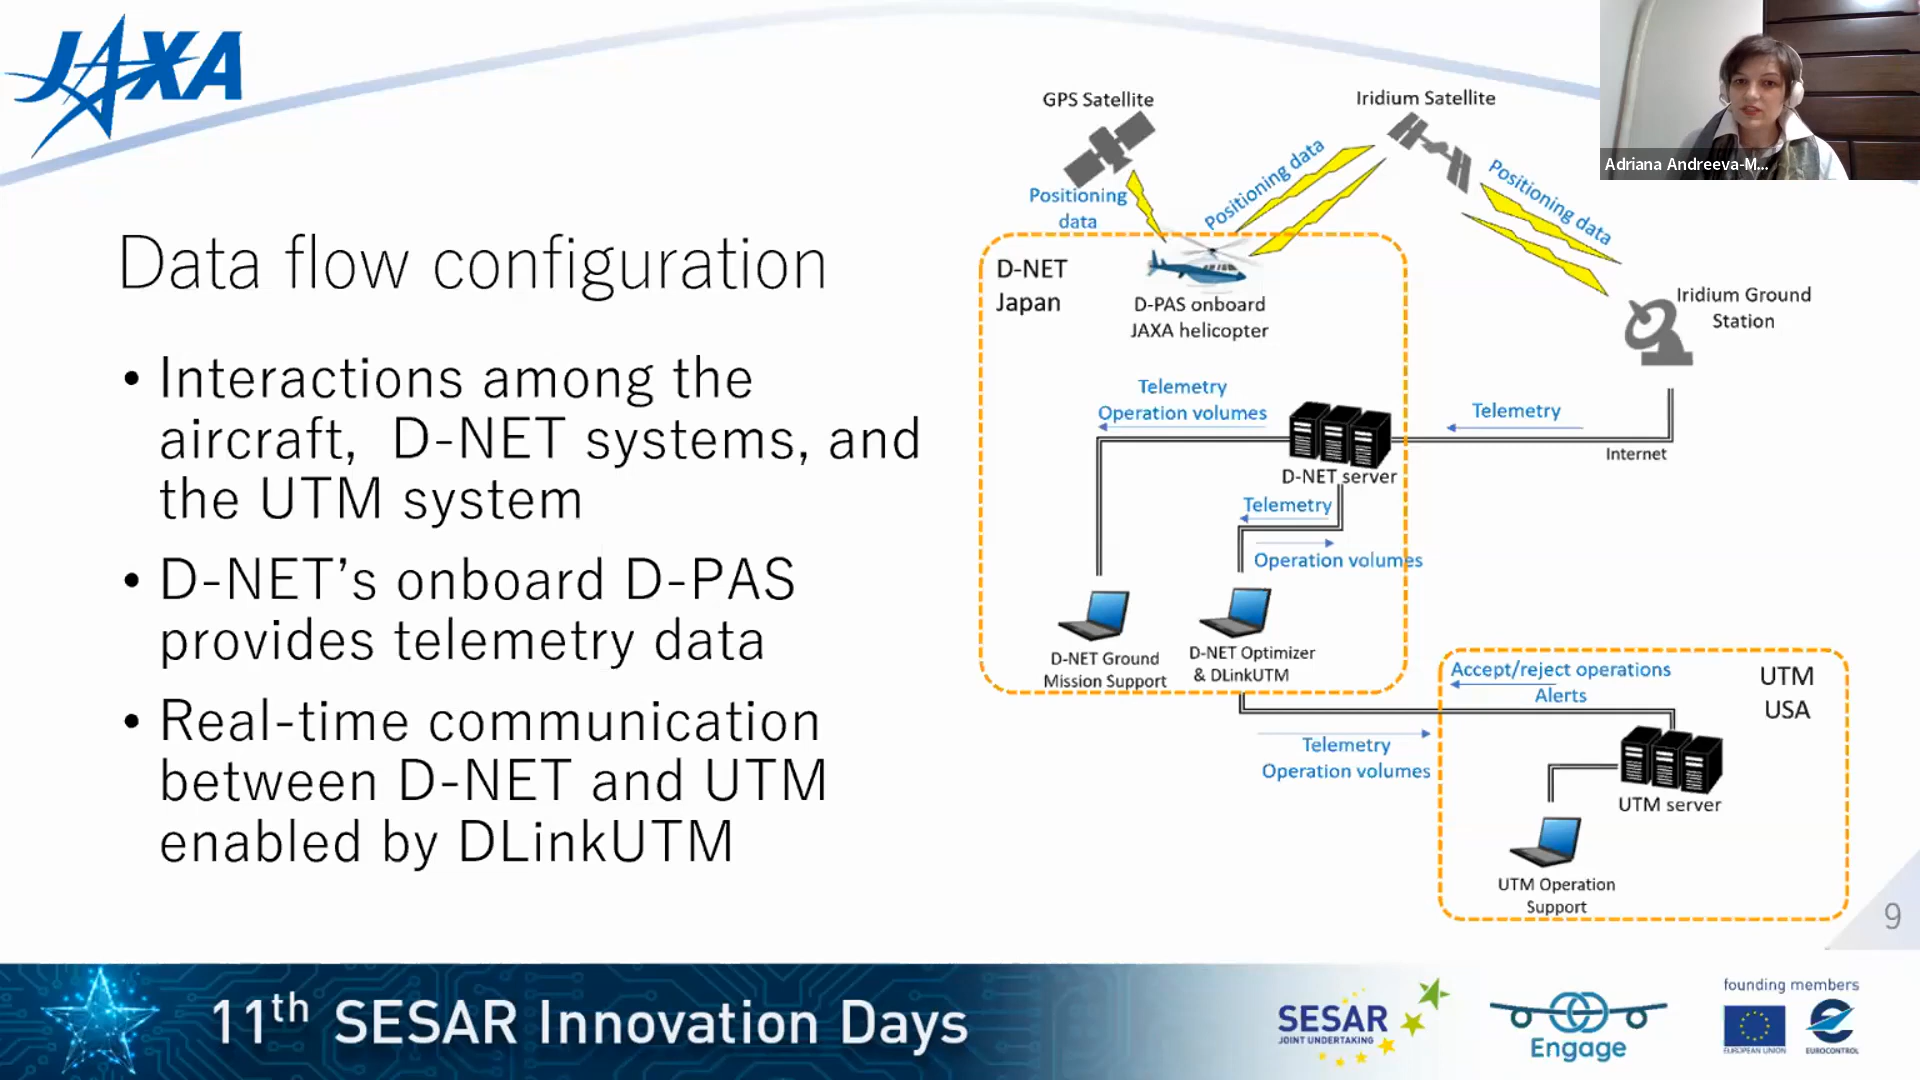 JAXA
Adriana Andreeva-M...
Data flow configuration
• Interactions among the
aircraft, D-NET systems, and
the UTM system
• D-NET’s onboard D-PAS
provides telemetry data
• Real-time communication
between D-NET and UTM
enabled by DLinkUTM
GPS Satellite
Iridium Satellite
Positioning
data
Positioning data
Positioning data
D-NET
Japan
D-PAS onboard
JAXA helicopter
Iridium Ground
Station
Telemetry
Operation volumes
Telemetry
Internet
D-NET server
Telemetry
Operation volumes
D-NET Ground
Mission Support
D-NET Optimizer
& DLinkUTM
Accept/reject operations
Alerts
UTM
USA
Telemetry
Operation volumes
UTM server
UTM Operation
Support
9
11th SESAR Innovation Days
SESAR
JOINT UNDERTAKING
Engage
founding members
EUROPEAN UNION
EUROCONTROL